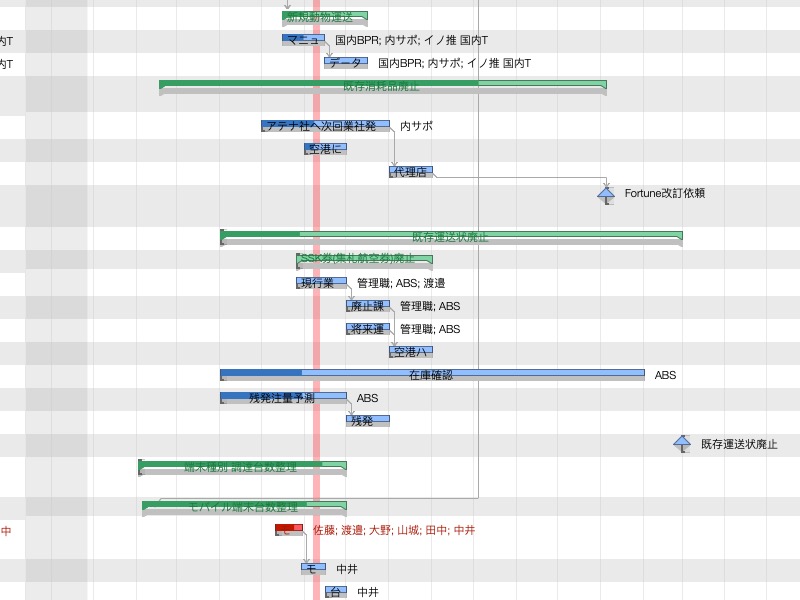 新規動物運送
内T
マニュ 国内BPR; 内サポ; イノ推 国内T
内T
データ 国内BPR; 内サポ; イノ推 国内T
既存消耗品廃止
アテナ社へ次回業社発 内サポ
空港に
代理店
Fortune改訂依頼
既存運送状廃止
SSK券(集札航空券)廃止
現行業 管理職; ABS; 渡邉
廃止課 管理職; ABS
将来運 管理職; ABS
空港ハ
在庫確認 ABS
残発注量予測 ABS
残発
既存運送状廃止
端末種別 調達台数整理
モバイル端末台数整理
中
モ 佐藤; 渡邉; 大野; 山城; 田中; 中井
モ 中井
台 中井